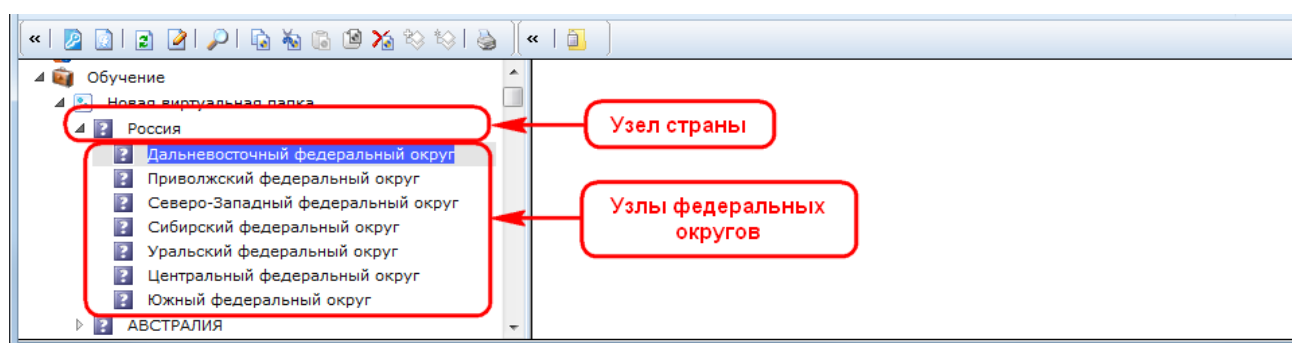 Обучение
Новая виртуальная папка
Россия
Узел страны
Дальневосточный федеральный округ
Приволжский федеральный округ
Северо-Западный федеральный округ
Узлы федеральных
округов
Сибирский федеральный округ
Уральский федеральный округ
Центральный федеральный округ
Южный федеральный округ
АВСТРАЛИЯ